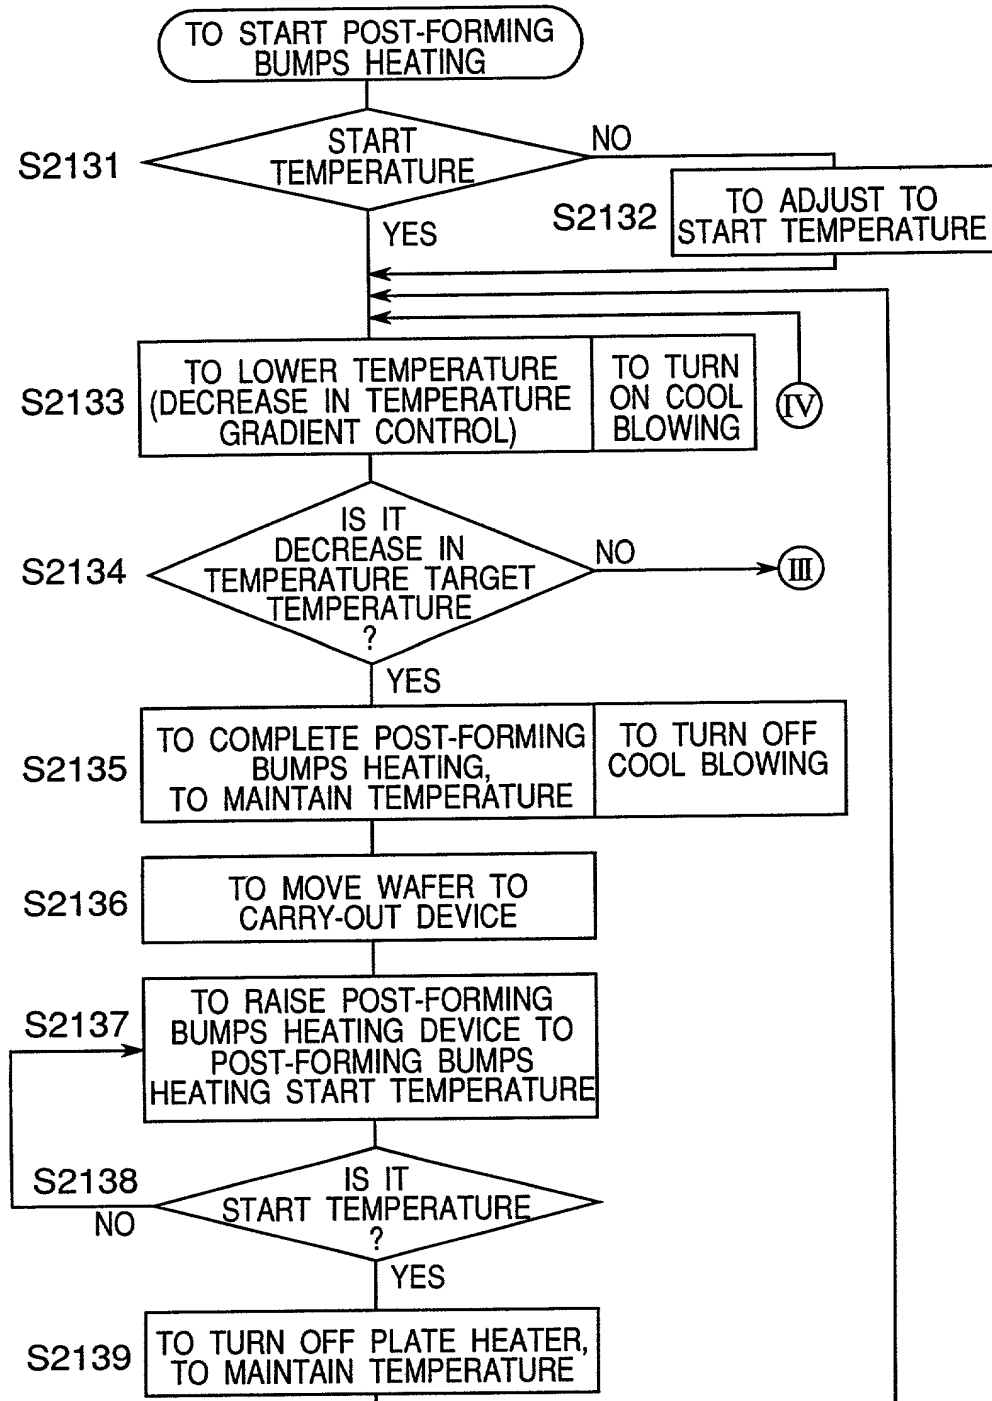 TO START POST-FORMING
BUMPS HEATING
S2131
START
TEMPERATURE
NO
YES
S2132
TO ADJUST TO
START TEMPERATURE
S2133
TO LOWER TEMPERATURE
(DECREASE IN TEMPERATURE
GRADIENT CONTROL)
TO TURN
ON COOL
BLOWING
IV
S2134
IS IT
DECREASE IN
TEMPERATURE TARGET
TEMPERATURE
?
NO
III
YES
S2135
TO COMPLETE POST-FORMING
BUMPS HEATING,
TO MAINTAIN TEMPERATURE
TO TURN OFF
COOL BLOWING
S2136
TO MOVE WAFER TO
CARRY-OUT DEVICE
S2137
TO RAISE POST-FORMING
BUMPS HEATING DEVICE TO
POST-FORMING BUMPS
HEATING START TEMPERATURE
S2138
NO
IS IT
START TEMPERATURE
?
YES
S2139
TO TURN OFF PLATE HEATER,
TO MAINTAIN TEMPERATURE